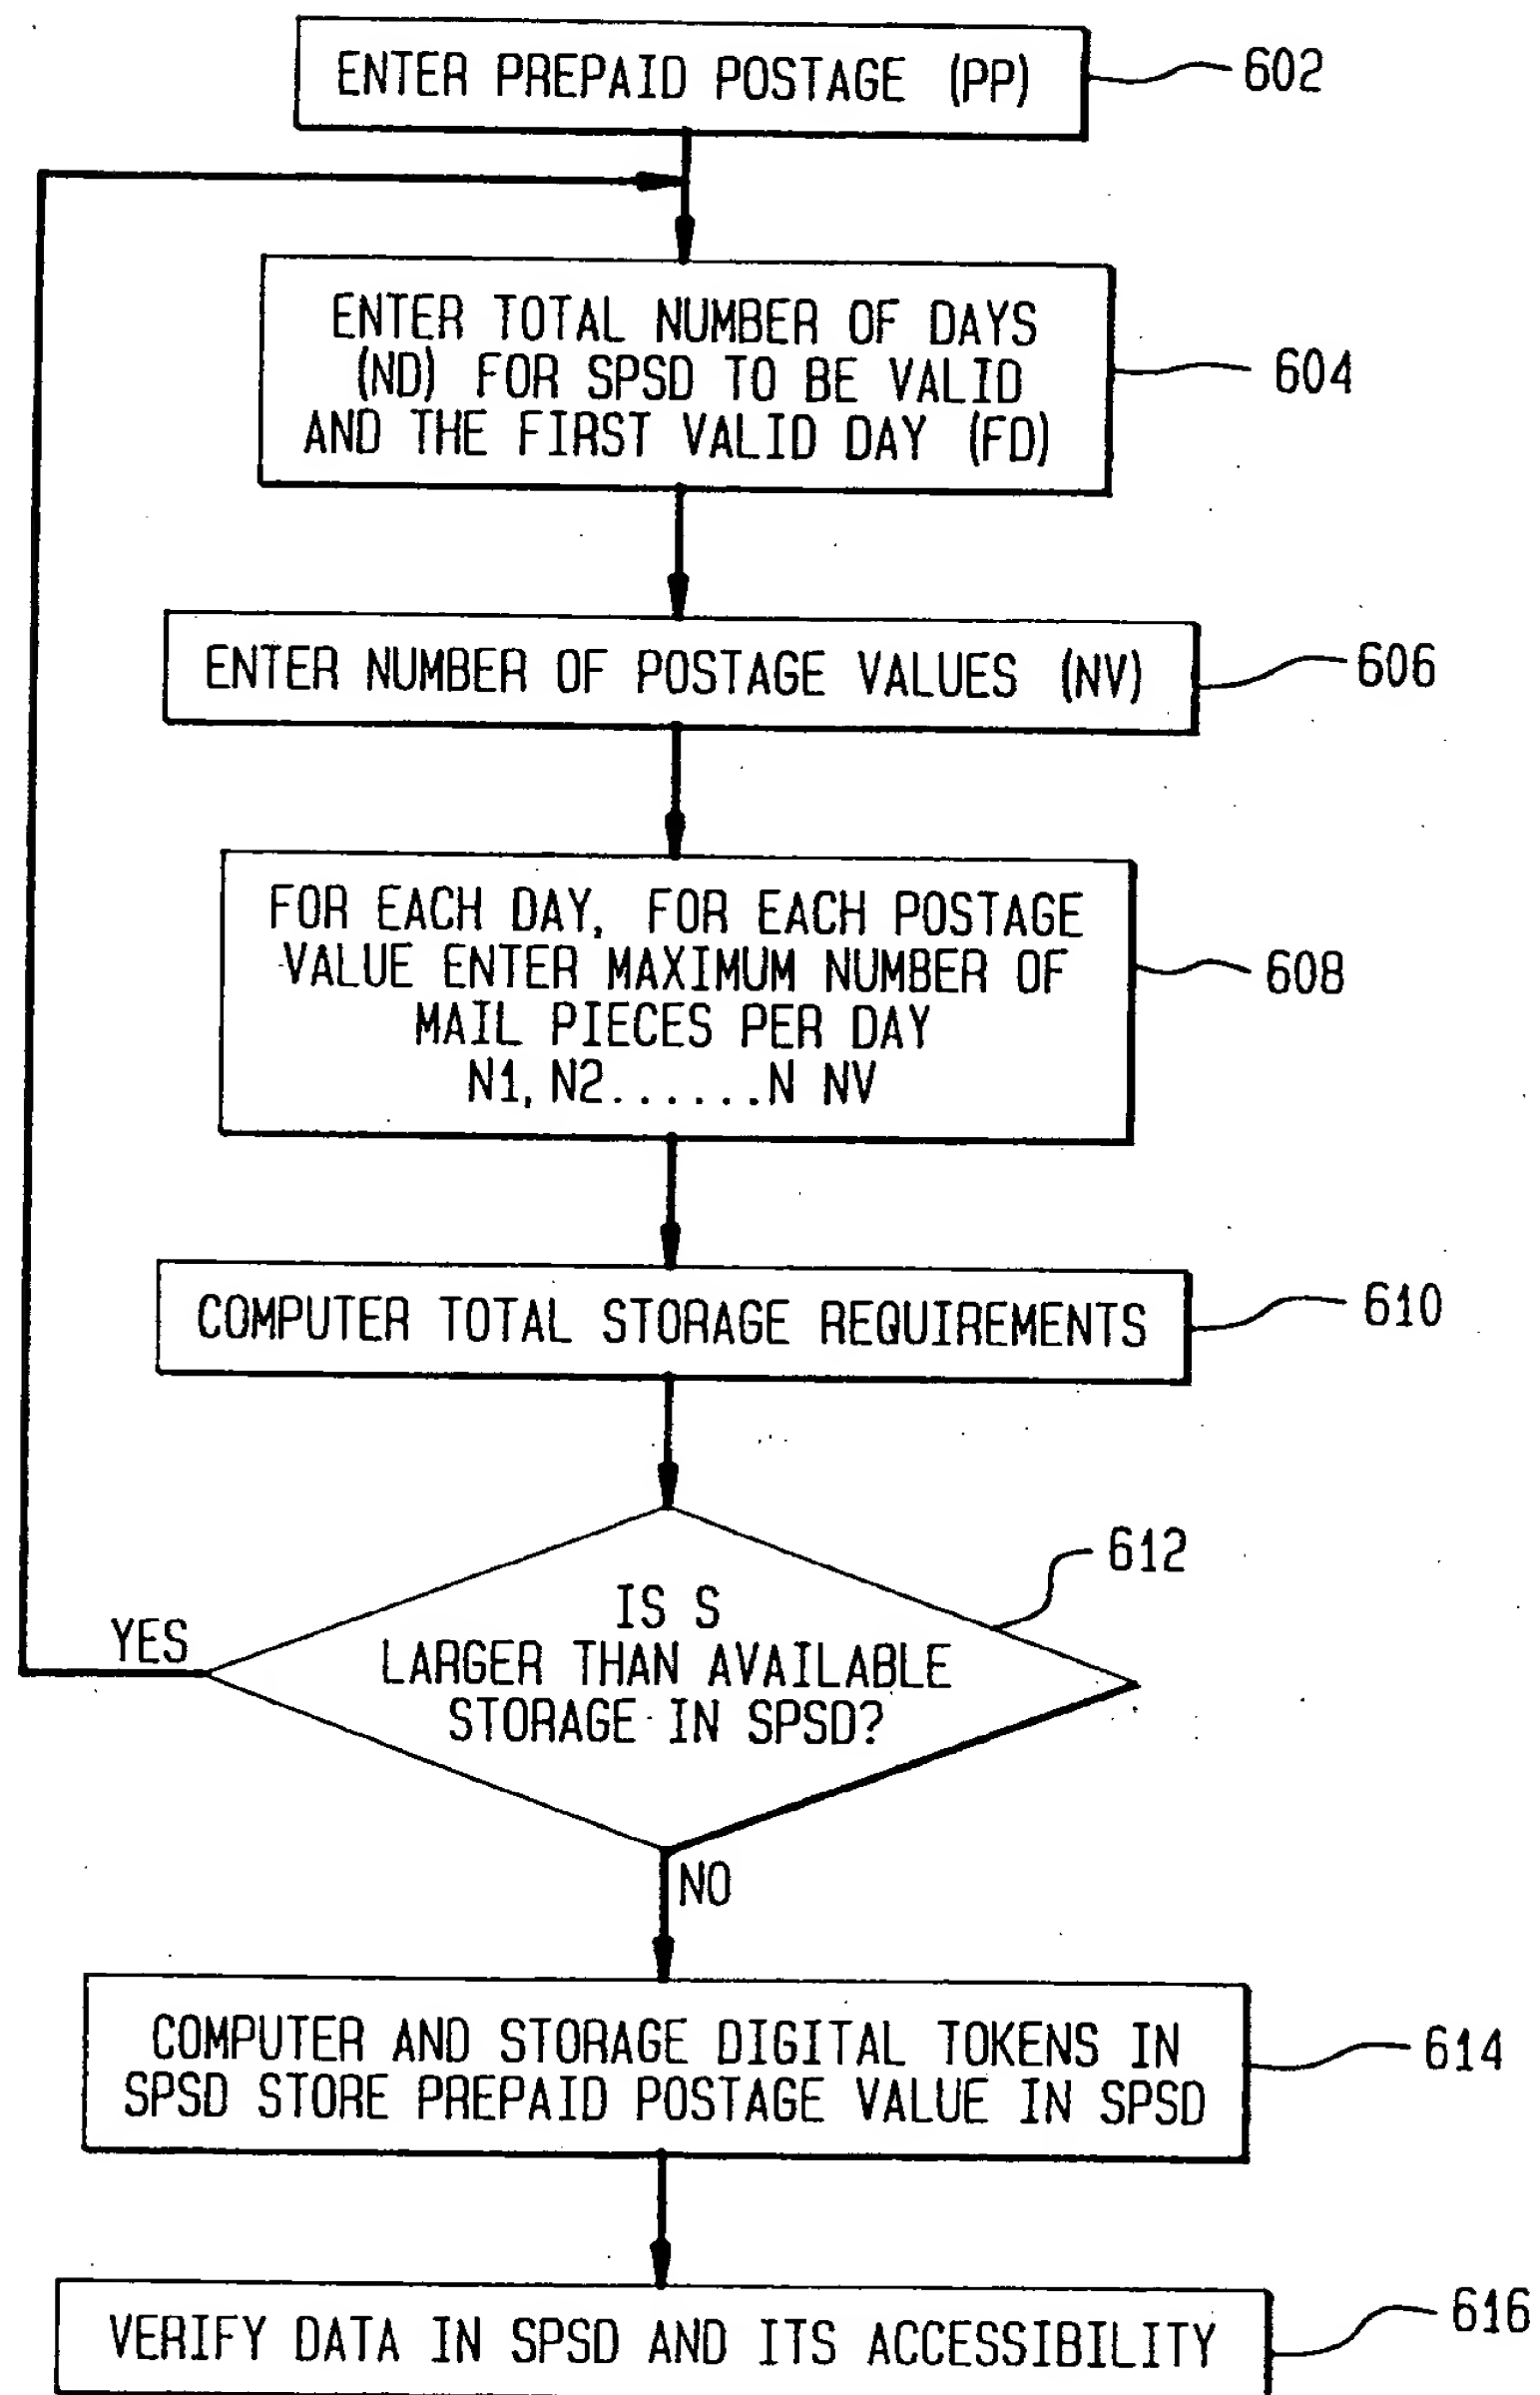 ENTER PREPAID POSTAGE (PP)
602
ENTER TOTAL NUMBER OF DAYS
(ND) FOR SPSD TO BE VALID
AND THE FIRST VALID DAY (FD)
604
ENTER NUMBER OF POSTAGE VALUES (NV)
606
FOR EACH DAY, FOR EACH POSTAGE
VALUE ENTER MAXIMUM NUMBER OF
MAIL PIECES PER DAY
N1, N2......N NV
608
COMPUTER TOTAL STORAGE REQUIREMENTS
610
IS S
LARGER THAN AVAILABLE
STORAGE IN SPSD?
612
YES
NO
COMPUTER AND STORAGE DIGITAL TOKENS IN
SPSD STORE PREPAID POSTAGE VALUE IN SPSD
614
VERIFY DATA IN SPSD AND ITS ACCESSIBILITY
616